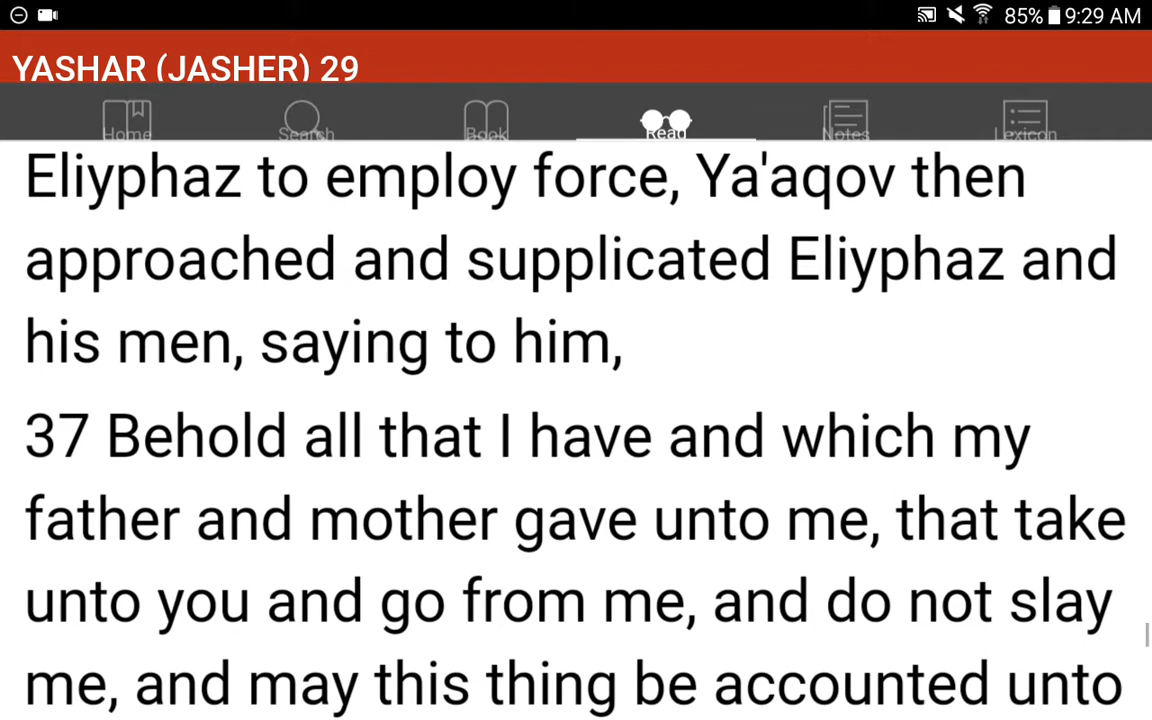 85% 9:29 AM
YASHAR (JASHER) 29
Home Search Book Read Notes Lexicon
Eliyphaz to employ force, Ya'aqov then
approached and supplicated Eliyphaz and
his men, saying to him,
37 Behold all that I have and which my
father and mother gave unto me, that take
unto you and go from me, and do not slay
me, and may this thing be accounted unto